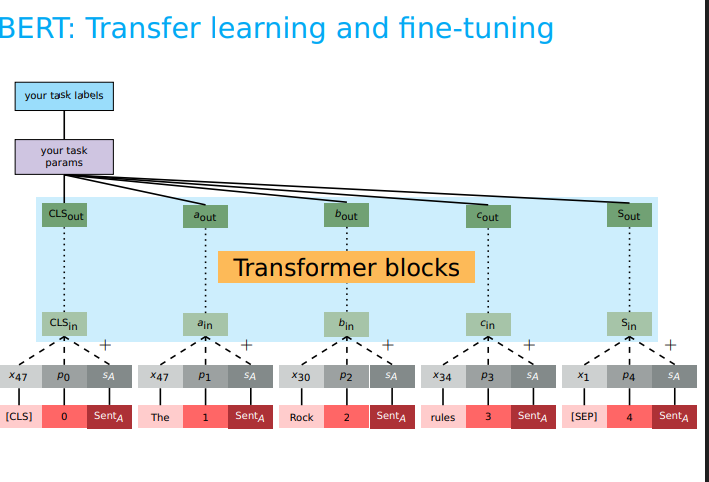 BERT: Transfer learning and fine-tuning
your task labels
your task
params
CLSout aout bout cout Sout
Transformer blocks
CLSin ain bin cin Sin
+ + + + +
x47 p0 sA x47 p1 sA x30 p2 sA x34 p3 sA x1 p4 sA
[CLS] 0 SentA The 1 SentA Rock 2 SentA rules 3 SentA [SEP] 4 SentA